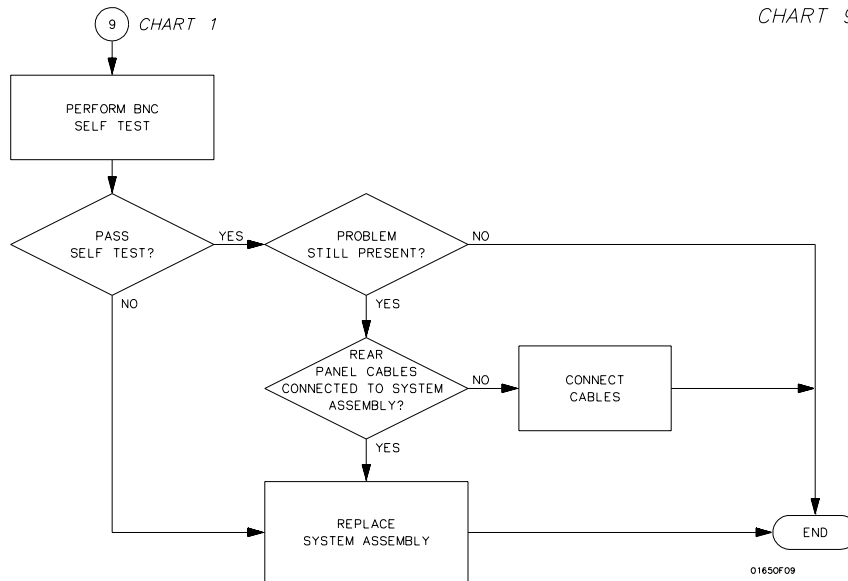 9 CHART 1
CHART 9
PERFORM BNC
SELF TEST
PASS
SELF TEST?
YES
NO
PROBLEM
STILL PRESENT?
NO
YES
REAR
PANEL CABLES
CONNECTED TO SYSTEM
ASSEMBLY?
NO
YES
CONNECT
CABLES
REPLACE
SYSTEM ASSEMBLY
END
01650F09